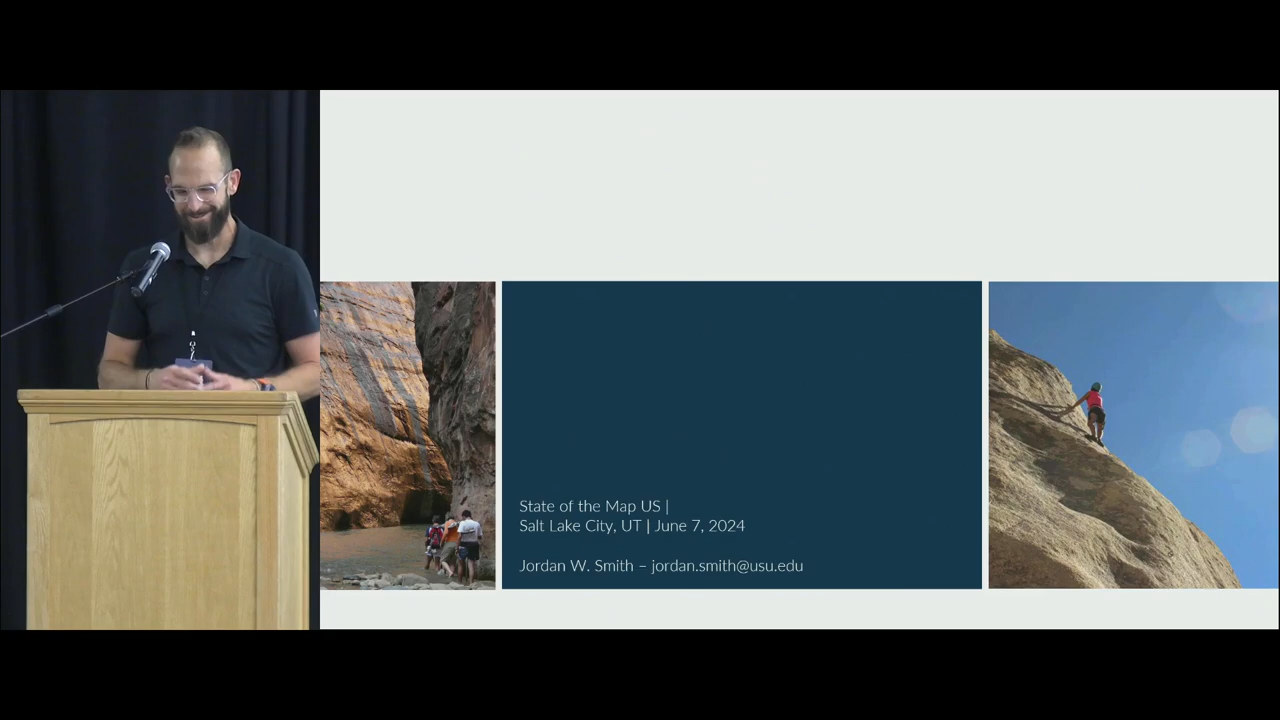 State of the Map US |
Salt Lake City, UT | June 7, 2024
Jordan W. Smith – jordan.smith@usu.edu